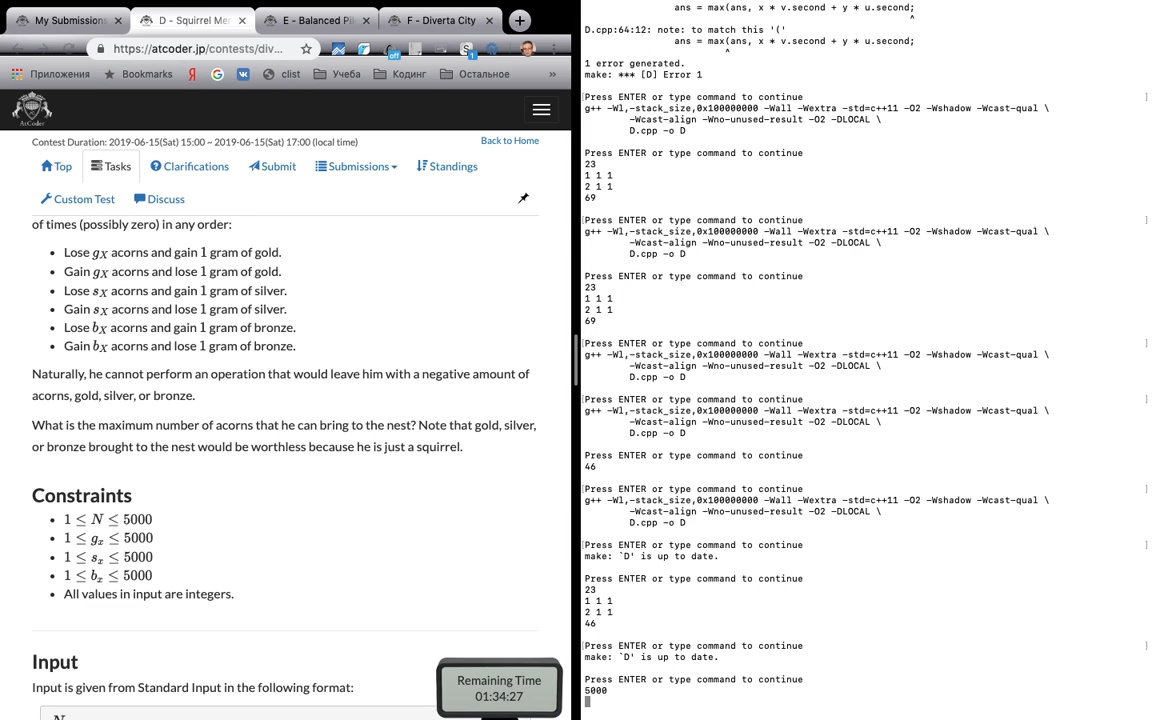 My Submissions
D - Squirrel Mer
E - Balanced Pil
F - Diverta City
https://atcoder.jp/contests/div...
Приложения
Bookmarks
clist
Учеба
Кодинг
Остальное
»
AtCoder
Contest Duration: 2019-06-15(Sat) 15:00 ~ 2019-06-15(Sat) 17:00 (local time)
Back to Home
Top
Tasks
Clarifications
Submit
Submissions
Standings
Custom Test
Discuss
of times (possibly zero) in any order:
• Lose gX acorns and gain 1 gram of gold.
• Gain gX acorns and lose 1 gram of gold.
• Lose sX acorns and gain 1 gram of silver.
• Gain sX acorns and lose 1 gram of silver.
• Lose bX acorns and gain 1 gram of bronze.
• Gain bX acorns and lose 1 gram of bronze.
Naturally, he cannot perform an operation that would leave him with a negative amount of
acorns, gold, silver, or bronze.
What is the maximum number of acorns that he can bring to the nest? Note that gold, silver,
or bronze brought to the nest would be worthless because he is just a squirrel.
Constraints
• 1 ≤ N ≤ 5000
• 1 ≤ gx ≤ 5000
• 1 ≤ sx ≤ 5000
• 1 ≤ bx ≤ 5000
• All values in input are integers.
Input
Input is given from Standard Input in the following format:
N
Remaining Time
01:34:27
ans = max(ans, x * v.second + y * u.second;
^
D.cpp:64:12: note: to match this '('
ans = max(ans, x * v.second + y * u.second;
^
1 error generated.
make: *** [D] Error 1
[Press ENTER or type command to continue ]
g++ -Wl,-stack_size,0x100000000 -Wall -Wextra -std=c++11 -O2 -Wshadow -Wcast-qual \
-Wcast-align -Wno-unused-result -O2 -DLOCAL \
D.cpp -o D
Press ENTER or type command to continue
23
1 1 1
2 1 1
69
[Press ENTER or type command to continue ]
g++ -Wl,-stack_size,0x100000000 -Wall -Wextra -std=c++11 -O2 -Wshadow -Wcast-qual \
-Wcast-align -Wno-unused-result -O2 -DLOCAL \
D.cpp -o D
Press ENTER or type command to continue
23
1 1 1
2 1 1
69
[Press ENTER or type command to continue ]
g++ -Wl,-stack_size,0x100000000 -Wall -Wextra -std=c++11 -O2 -Wshadow -Wcast-qual \
-Wcast-align -Wno-unused-result -O2 -DLOCAL \
D.cpp -o D
[Press ENTER or type command to continue ]
g++ -Wl,-stack_size,0x100000000 -Wall -Wextra -std=c++11 -O2 -Wshadow -Wcast-qual \
-Wcast-align -Wno-unused-result -O2 -DLOCAL \
D.cpp -o D
Press ENTER or type command to continue
46
[Press ENTER or type command to continue ]
g++ -Wl,-stack_size,0x100000000 -Wall -Wextra -std=c++11 -O2 -Wshadow -Wcast-qual \
-Wcast-align -Wno-unused-result -O2 -DLOCAL \
D.cpp -o D
[Press ENTER or type command to continue ]
make: `D' is up to date.
Press ENTER or type command to continue
23
1 1 1
2 1 1
46
[Press ENTER or type command to continue ]
make: `D' is up to date.
Press ENTER or type command to continue
5000